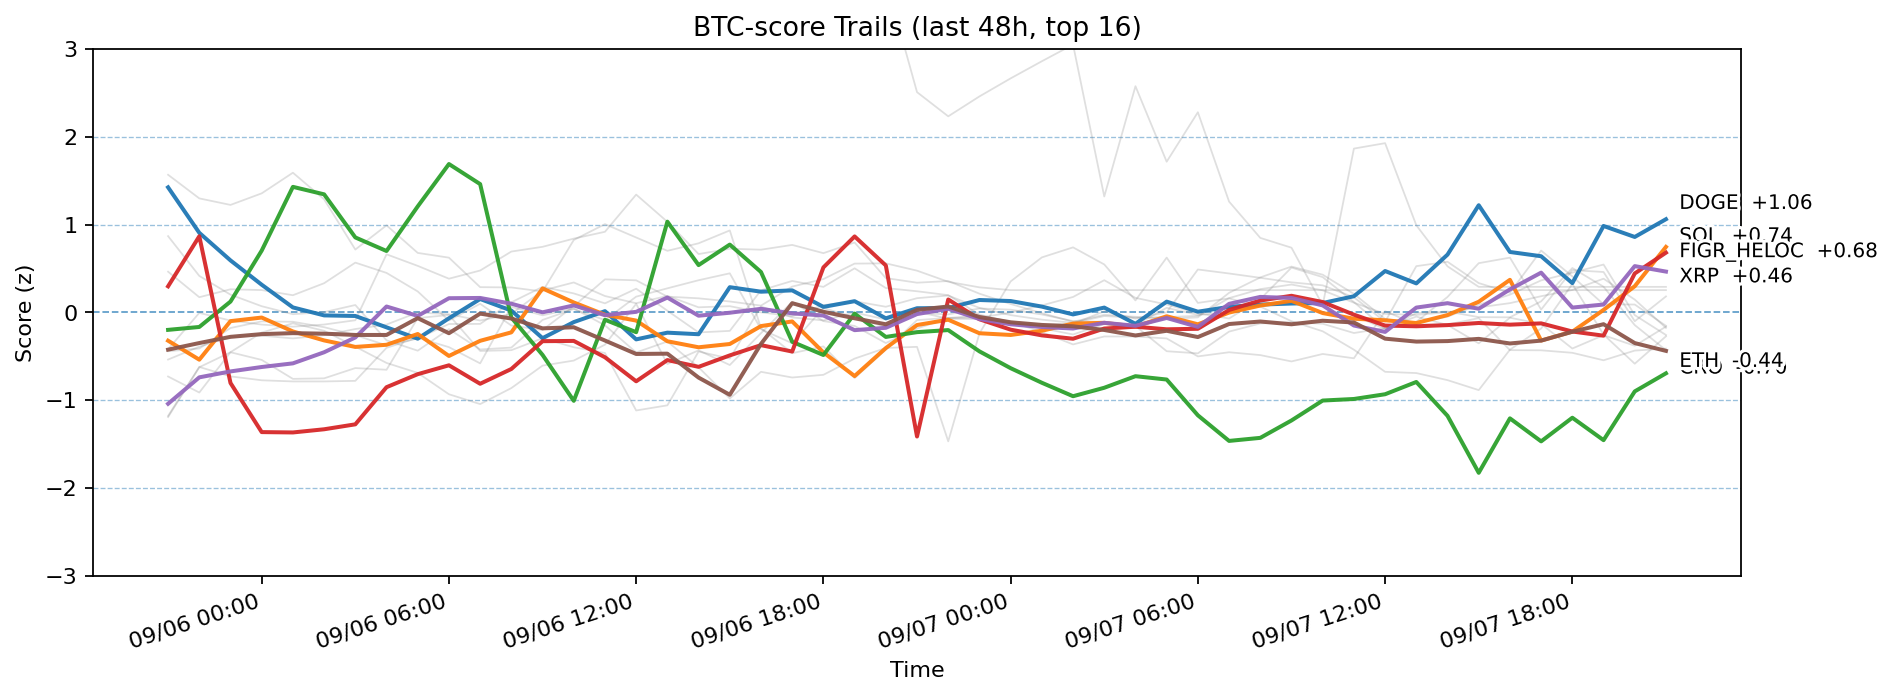 BTC-score Trails (last 48h, top 16)
Score (z)
3
2
1
0
−1
−2
−3
DOGE +1.06
SOL +0.74
FIGR_HELOC +0.68
XRP +0.46
ETH -0.44
09/06 00:00
09/06 06:00
09/06 12:00
09/06 18:00
09/07 00:00
09/07 06:00
09/07 12:00
09/07 18:00
Time